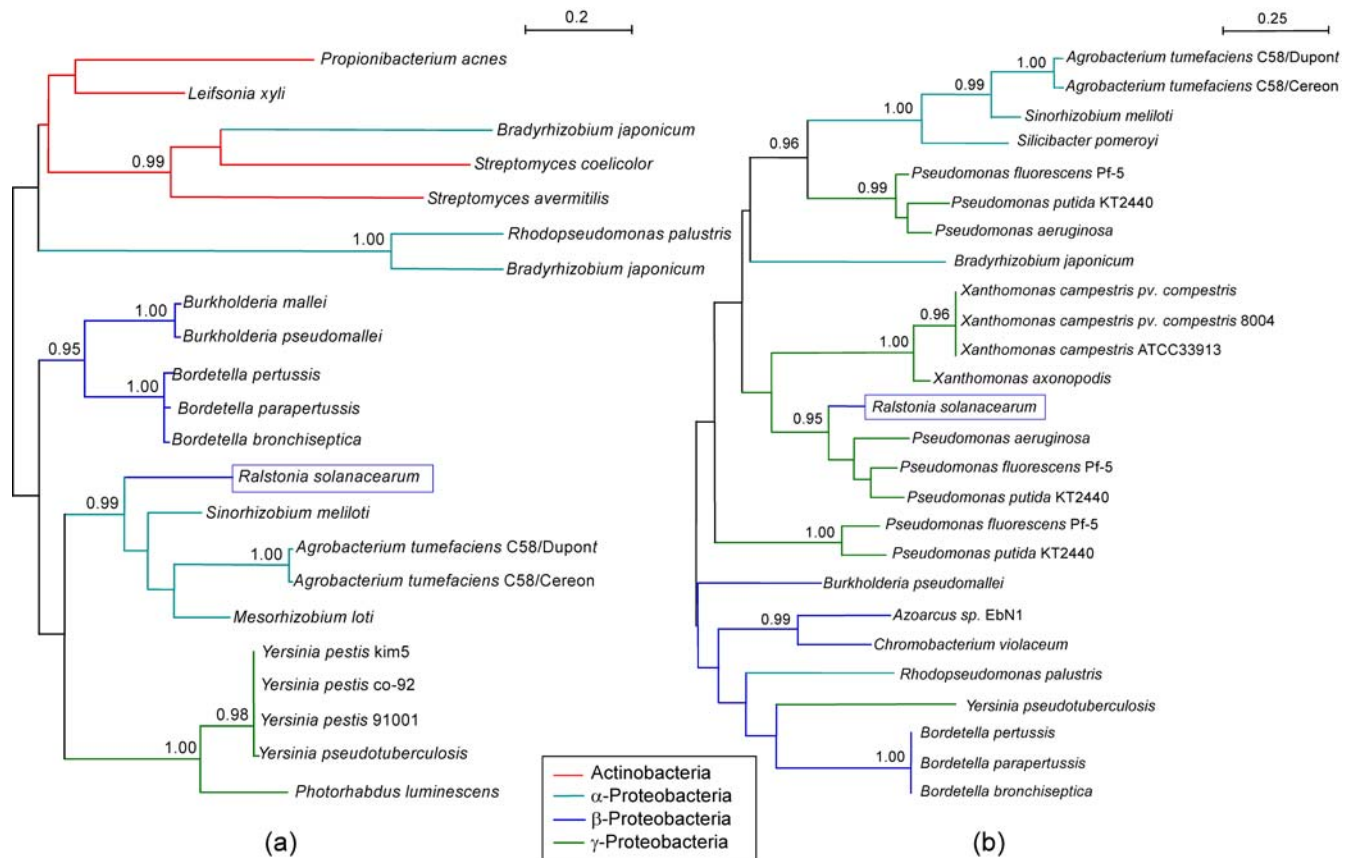 0.2
Propionibacterium acnes
Leifsonia xyli
Bradyrhizobium japonicum
0.99
Streptomyces coelicolor
Streptomyces avermitilis
Rhodopseudomonas palustris
1.00
Bradyrhizobium japonicum
Burkholderia mallei
1.00
Burkholderia pseudomallei
0.95
Bordetella pertussis
1.00
Bordetella parapertussis
Bordetella bronchiseptica
Ralstonia solanacearum
0.99
Sinorhizobium meliloti
Agrobacterium tumefaciens C58/Dupont
1.00
Agrobacterium tumefaciens C58/Cereon
Mesorhizobium loti
Yersinia pestis kim5
Yersinia pestis co-92
0.98
Yersinia pestis 91001
1.00
Yersinia pseudotuberculosis
Photorhabdus luminescens
(a)
Actinobacteria
α-Proteobacteria
β-Proteobacteria
γ-Proteobacteria
0.25
Agrobacterium tumefaciens C58/Dupont
1.00
Agrobacterium tumefaciens C58/Cereon
0.99
Sinorhizobium meliloti
1.00
Silicibacter pomeroyi
0.96
Pseudomonas fluorescens Pf-5
0.99
Pseudomonas putida KT2440
Pseudomonas aeruginosa
Bradyrhizobium japonicum
Xanthomonas campestris pv. compestris
0.96
Xanthomonas campestris pv. compestris 8004
1.00
Xanthomonas campestris ATCC33913
Xanthomonas axonopodis
Ralstonia solanacearum
0.95
Pseudomonas aeruginosa
Pseudomonas fluorescens Pf-5
Pseudomonas putida KT2440
Pseudomonas fluorescens Pf-5
1.00
Pseudomonas putida KT2440
Burkholderia pseudomallei
Azoarcus sp. EbN1
0.99
Chromobacterium violaceum
Rhodopseudomonas palustris
Yersinia pseudotuberculosis
Bordetella pertussis
1.00
Bordetella parapertussis
Bordetella bronchiseptica
(b)